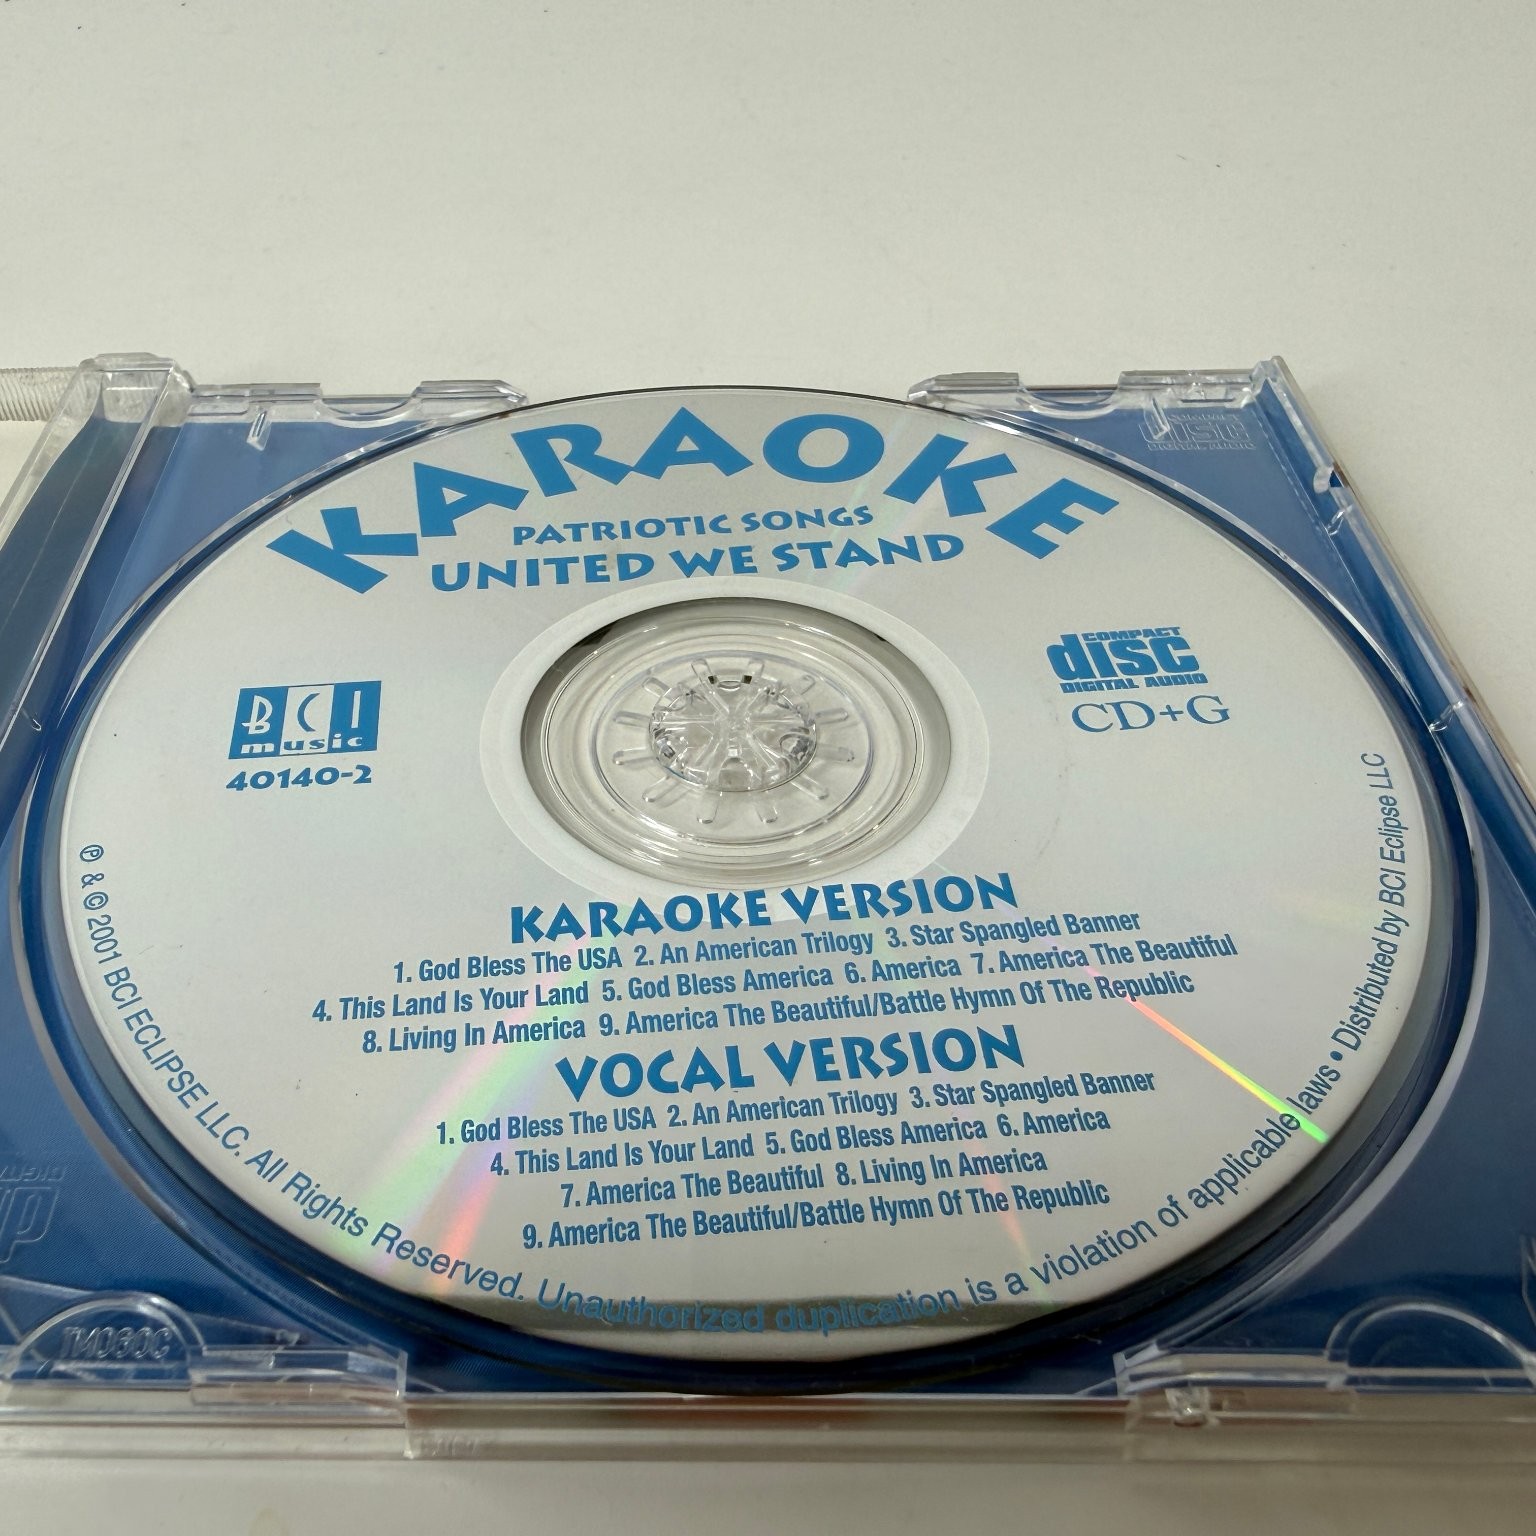 KARAOKE
PATRIOTIC SONGS
UNITED WE STAND
BCI
music
40140-2
COMPACT
disc
DIGITAL AUDIO
CD+G
COMPACT
disc
DIGITAL AUDIO
KARAOKE VERSION
1. God Bless The USA 2. An American Trilogy 3. Star Spangled Banner
4. This Land Is Your Land 5. God Bless America 6. America 7. America The Beautiful
8. Living In America 9. America The Beautiful/Battle Hymn Of The Republic
VOCAL VERSION
1. God Bless The USA 2. An American Trilogy 3. Star Spangled Banner
4. This Land Is Your Land 5. God Bless America 6. America
7. America The Beautiful 8. Living In America
9. America The Beautiful/Battle Hymn Of The Republic
℗ & © 2001 BCI ECLIPSE LLC. All Rights Reserved. Unauthorized duplication is a violation of applicable laws • Distributed by BCI Eclipse LLC